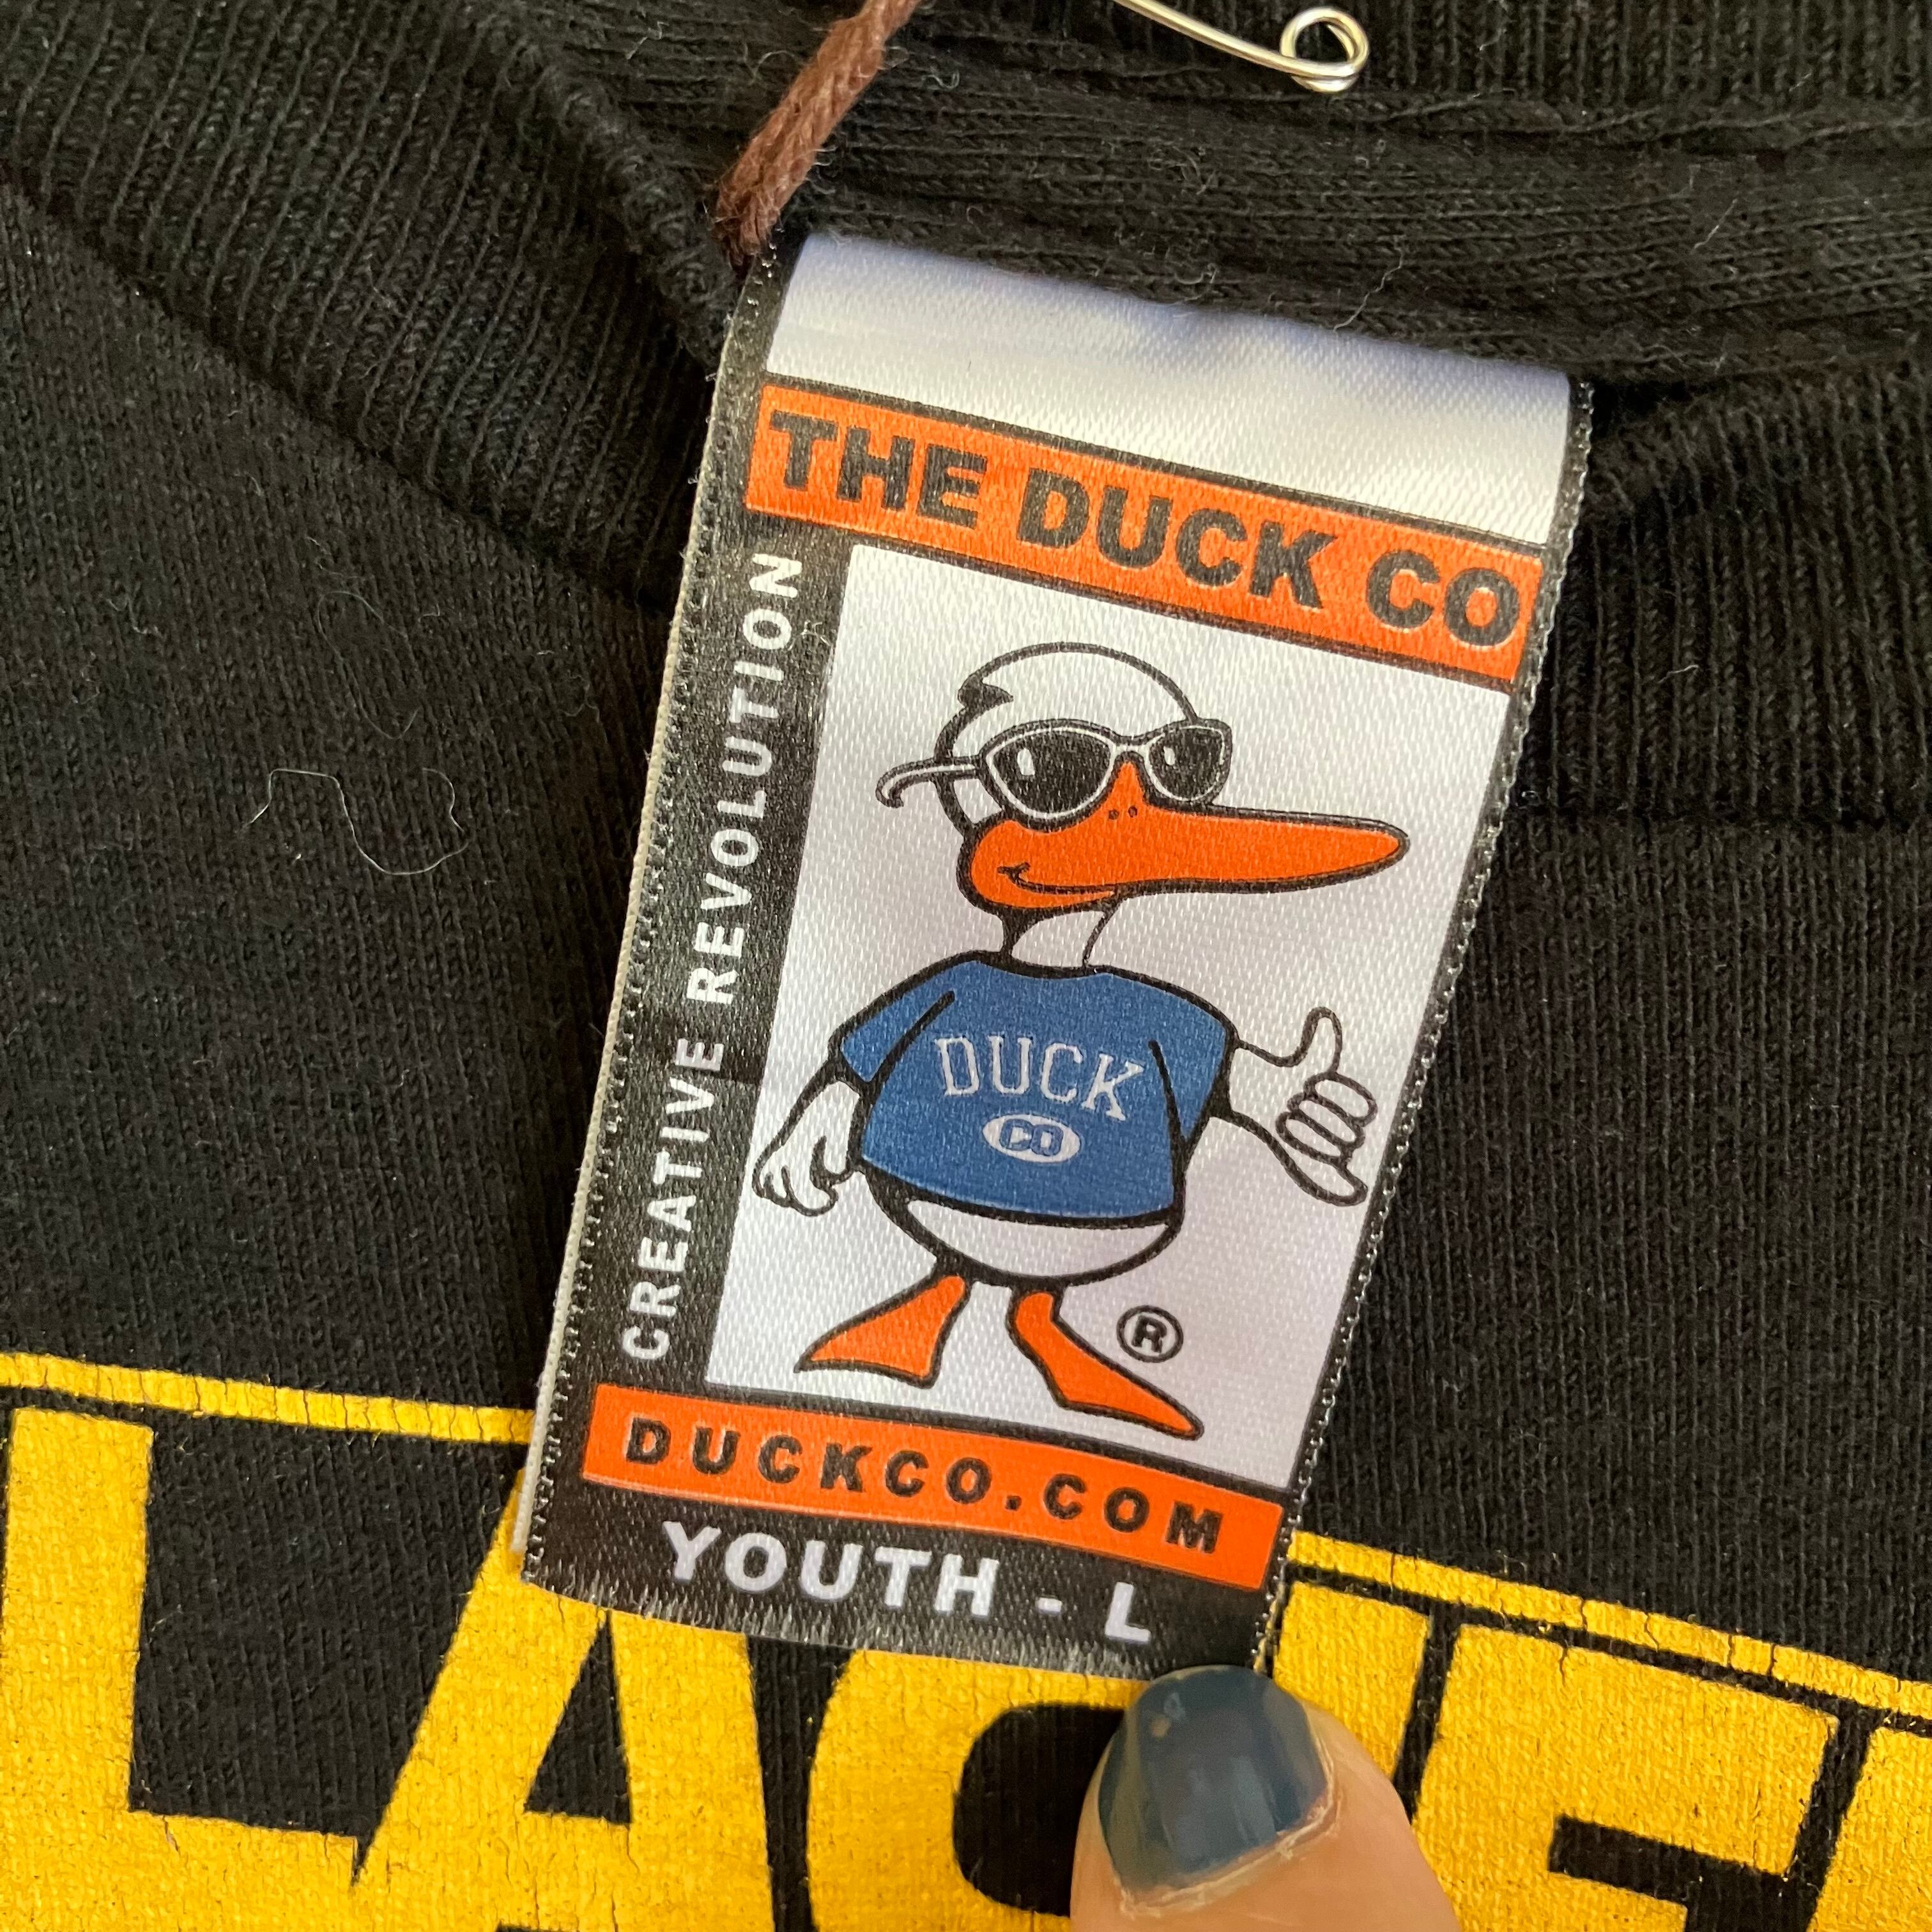 THE DUCK CO
CREATIVE REVOLUTION
DUCK
CO
®
DUCKCO.COM
YOUTH - L